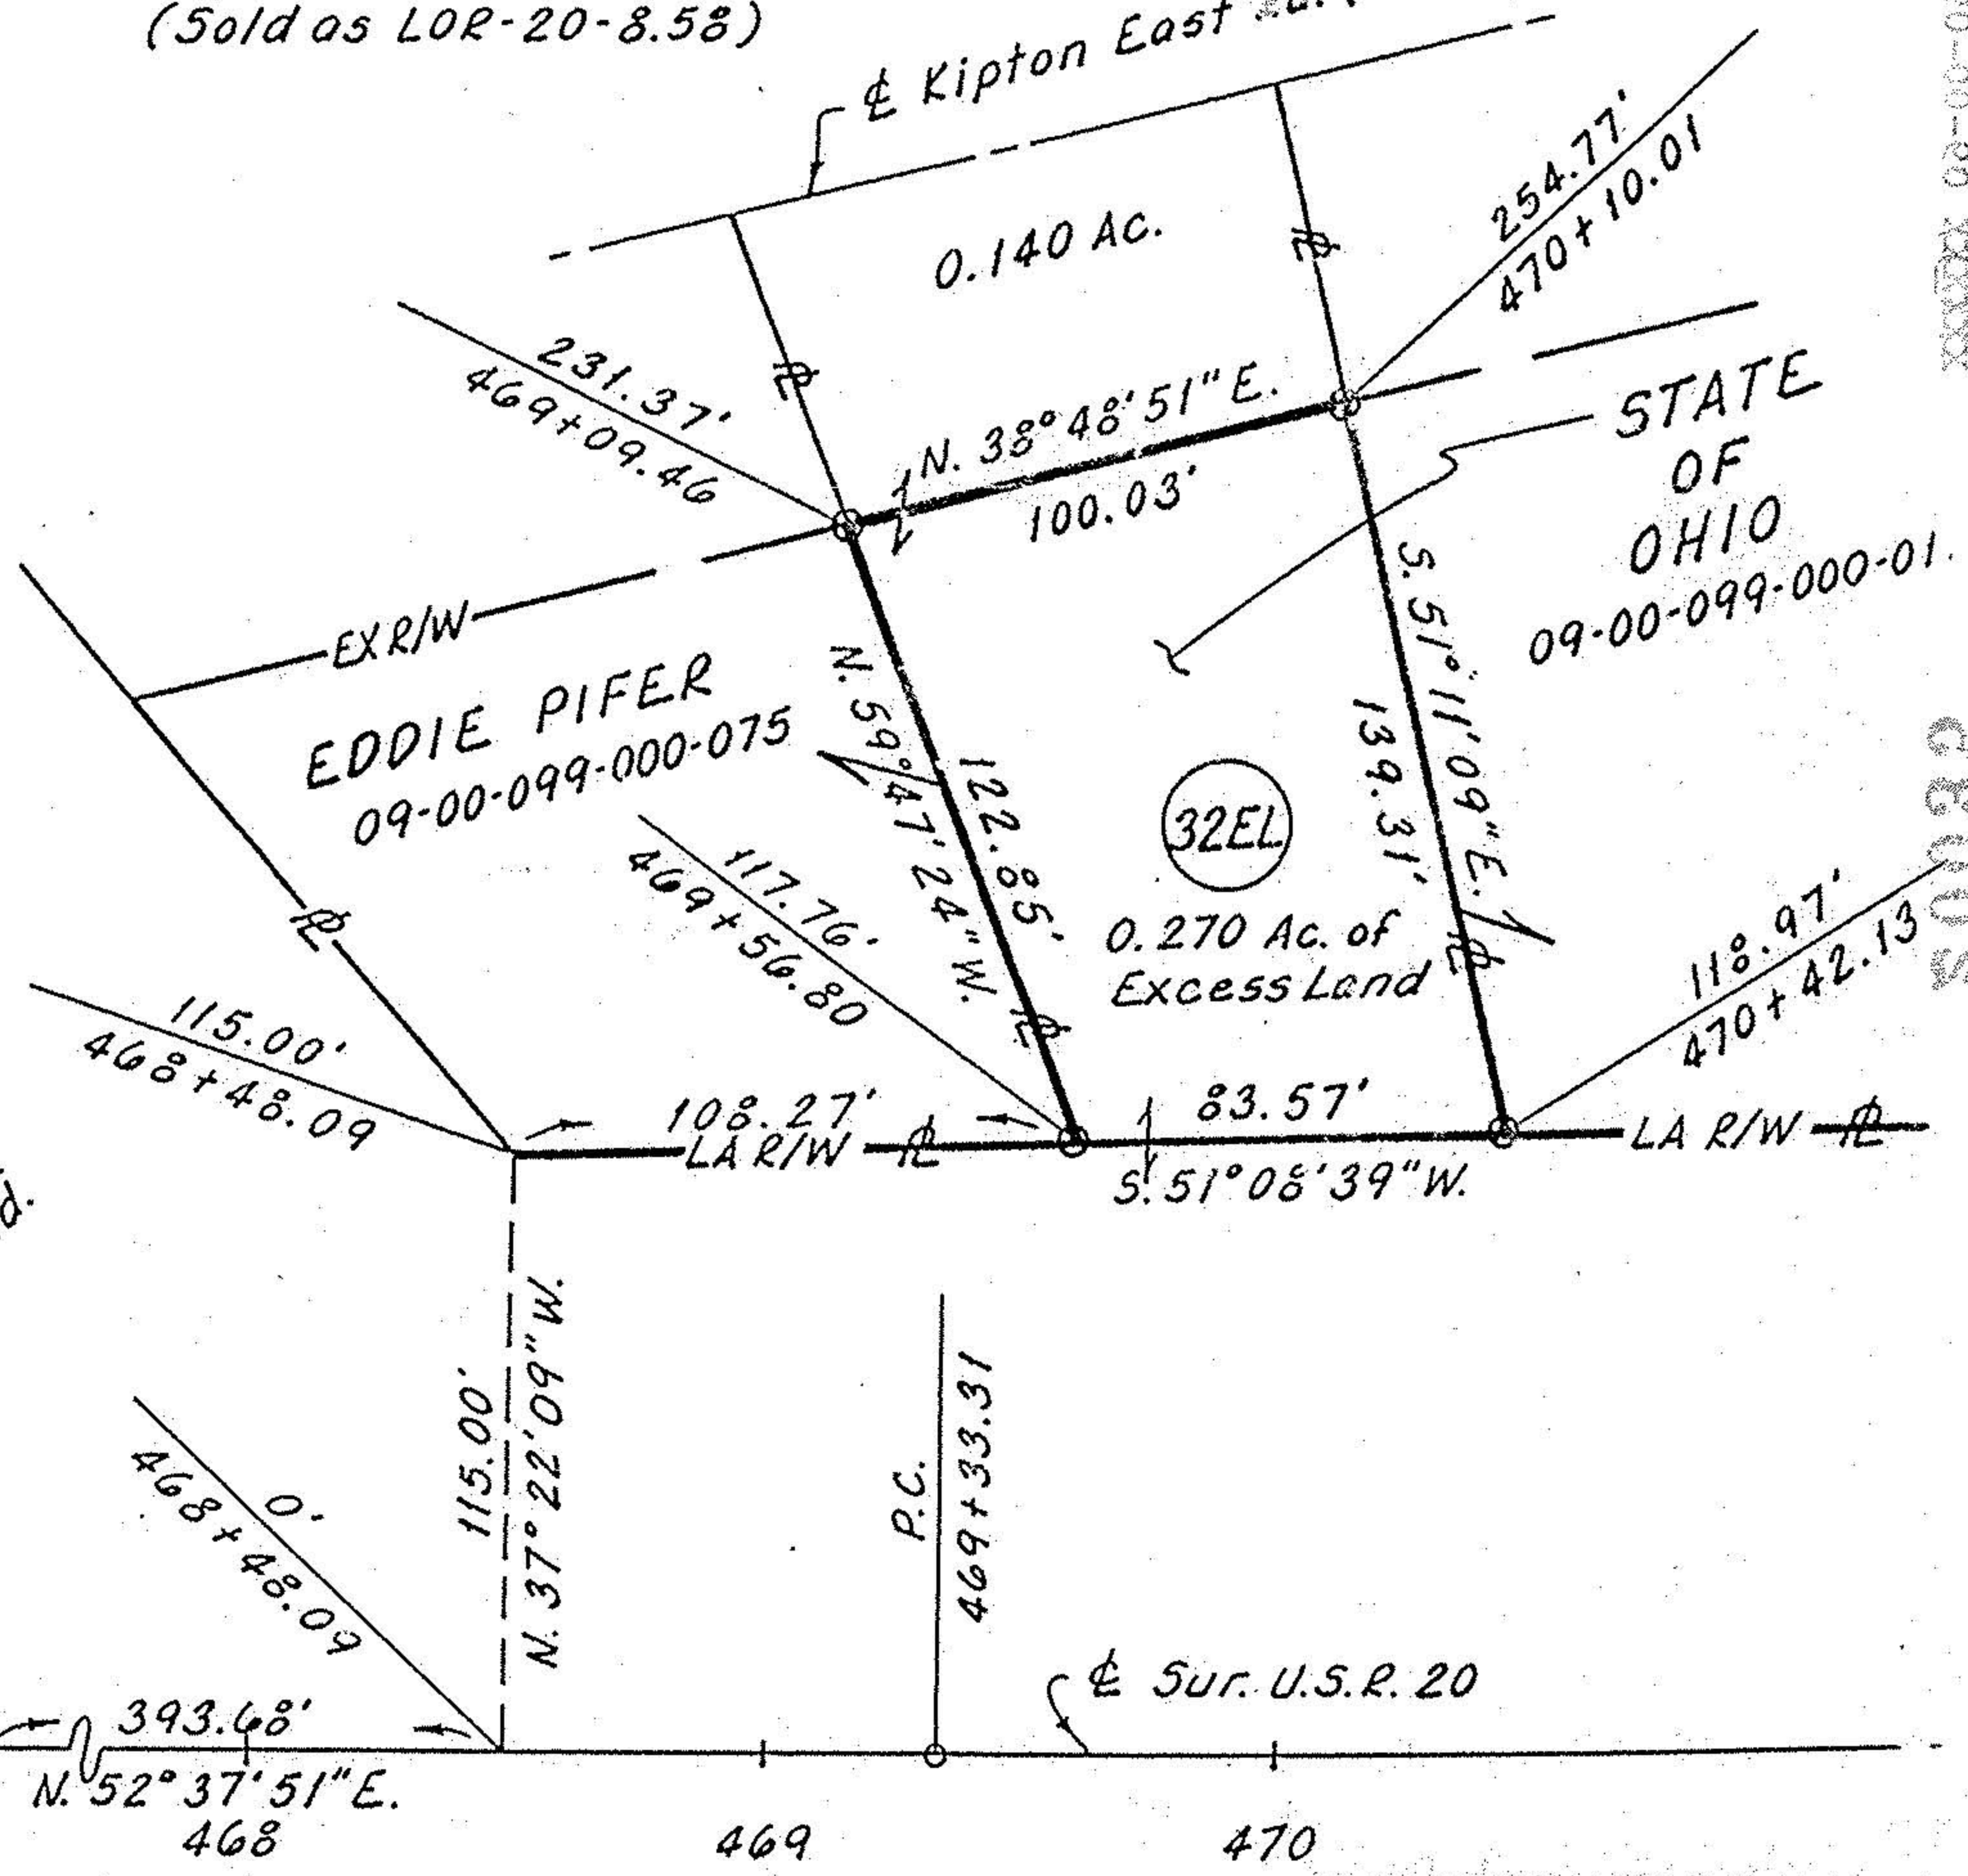 (Sold as LOR-20-8.58)
℄ Kipton East
254.77'
470+10.01
0.140 AC.
231.37'
469+09.46
N. 38°48'51"E.
100.03'
STATE
OF
OHIO
09-00-099-000-01.
EX R/W
EDDIE PIFER
09-00-099-000-075
N. 59°47'24"W.
122.85'
S. 51°11'09"E.
139.31'
32EL
0.270 Ac. of
Excess Land
117.76'
469+56.80
118.97'
470+42.13
115.00'
468+48.09
108.27'
LA R/W ℄
83.57'
S. 51°08'39"W.
LA R/W ℄
d.
115.00'
N. 37°22'09"W.
P.C.
469+33.31
0'
468+48.09
℄ Sur. U.S.R. 20
393.68'
N. 52°37'51"E.
468
469
470